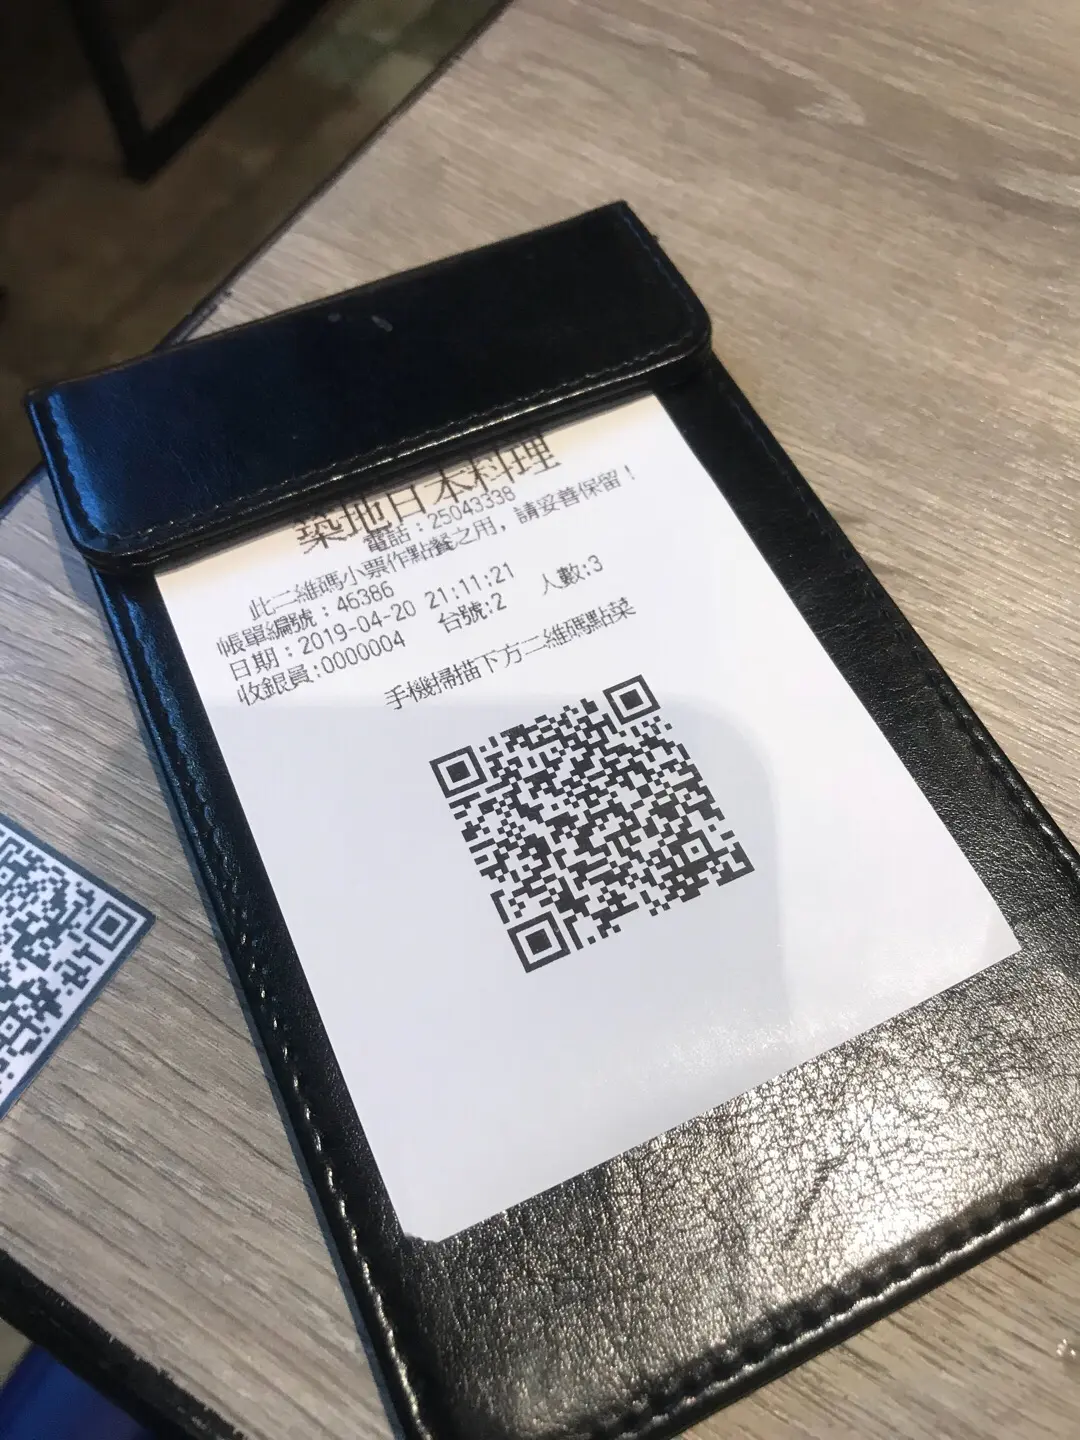 築地日本料理
電話：25043338
此二維碼小票作點餐之用，請妥善保留！
帳單編號：46386
日期：2019-04-20 21:11:21 人數:3
收銀員:0000004 台號:2
手機掃描下方二維碼點菜